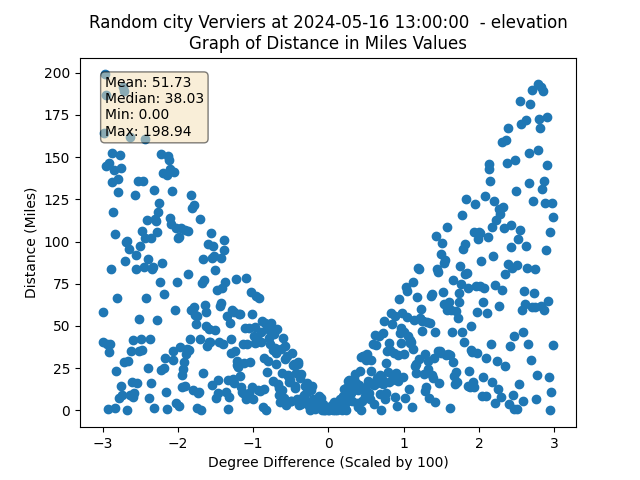 Random city Verviers at 2024-05-16 13:00:00  - elevation
Graph of Distance in Miles Values
Mean: 51.73
Median: 38.03
Min: 0.00
Max: 198.94
Distance (Miles)
200
175
150
125
100
75
50
25
0
−3 −2 −1 0 1 2 3
Degree Difference (Scaled by 100)